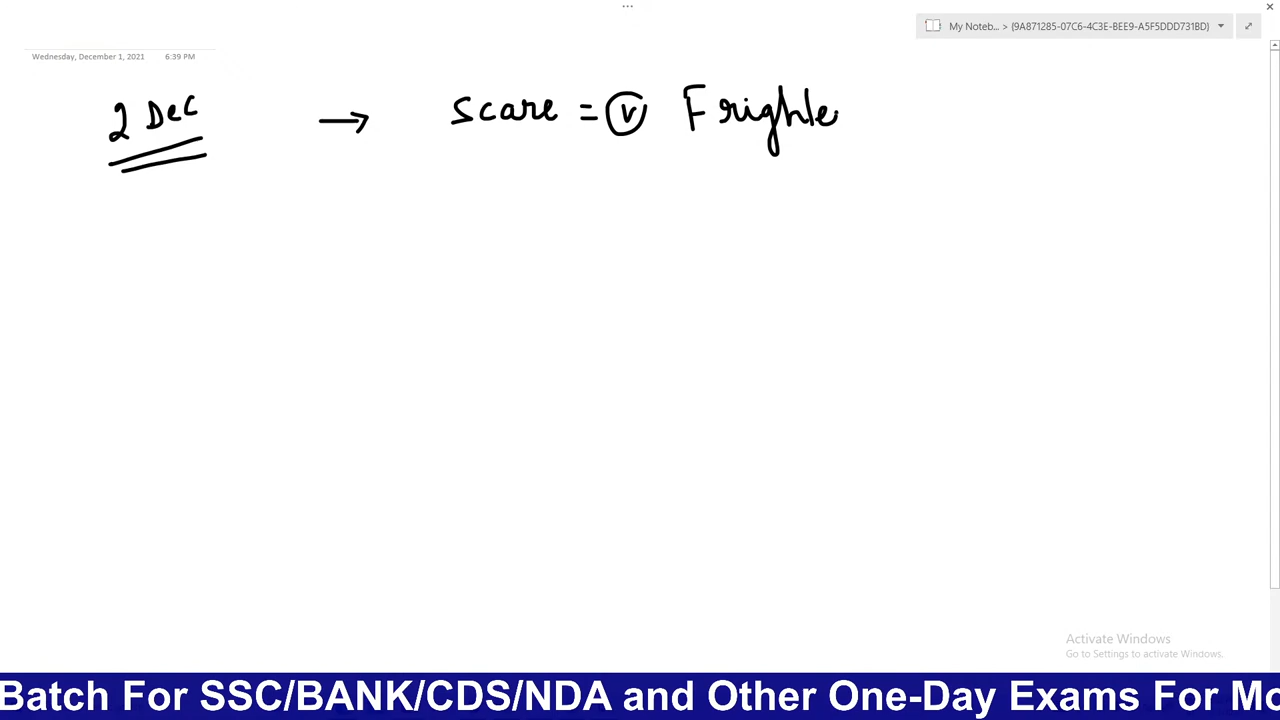 ...
My Noteb... > {9A871285-07C6-4C3E-BEE9-A5F5DDD731BD}
Wednesday, December 1, 2021 6:39 PM
2 Dec → scare = v Frighte
Activate Windows
Go to Settings to activate Windows.
Batch For SSC/BANK/CDS/NDA and Other One-Day Exams For Mo